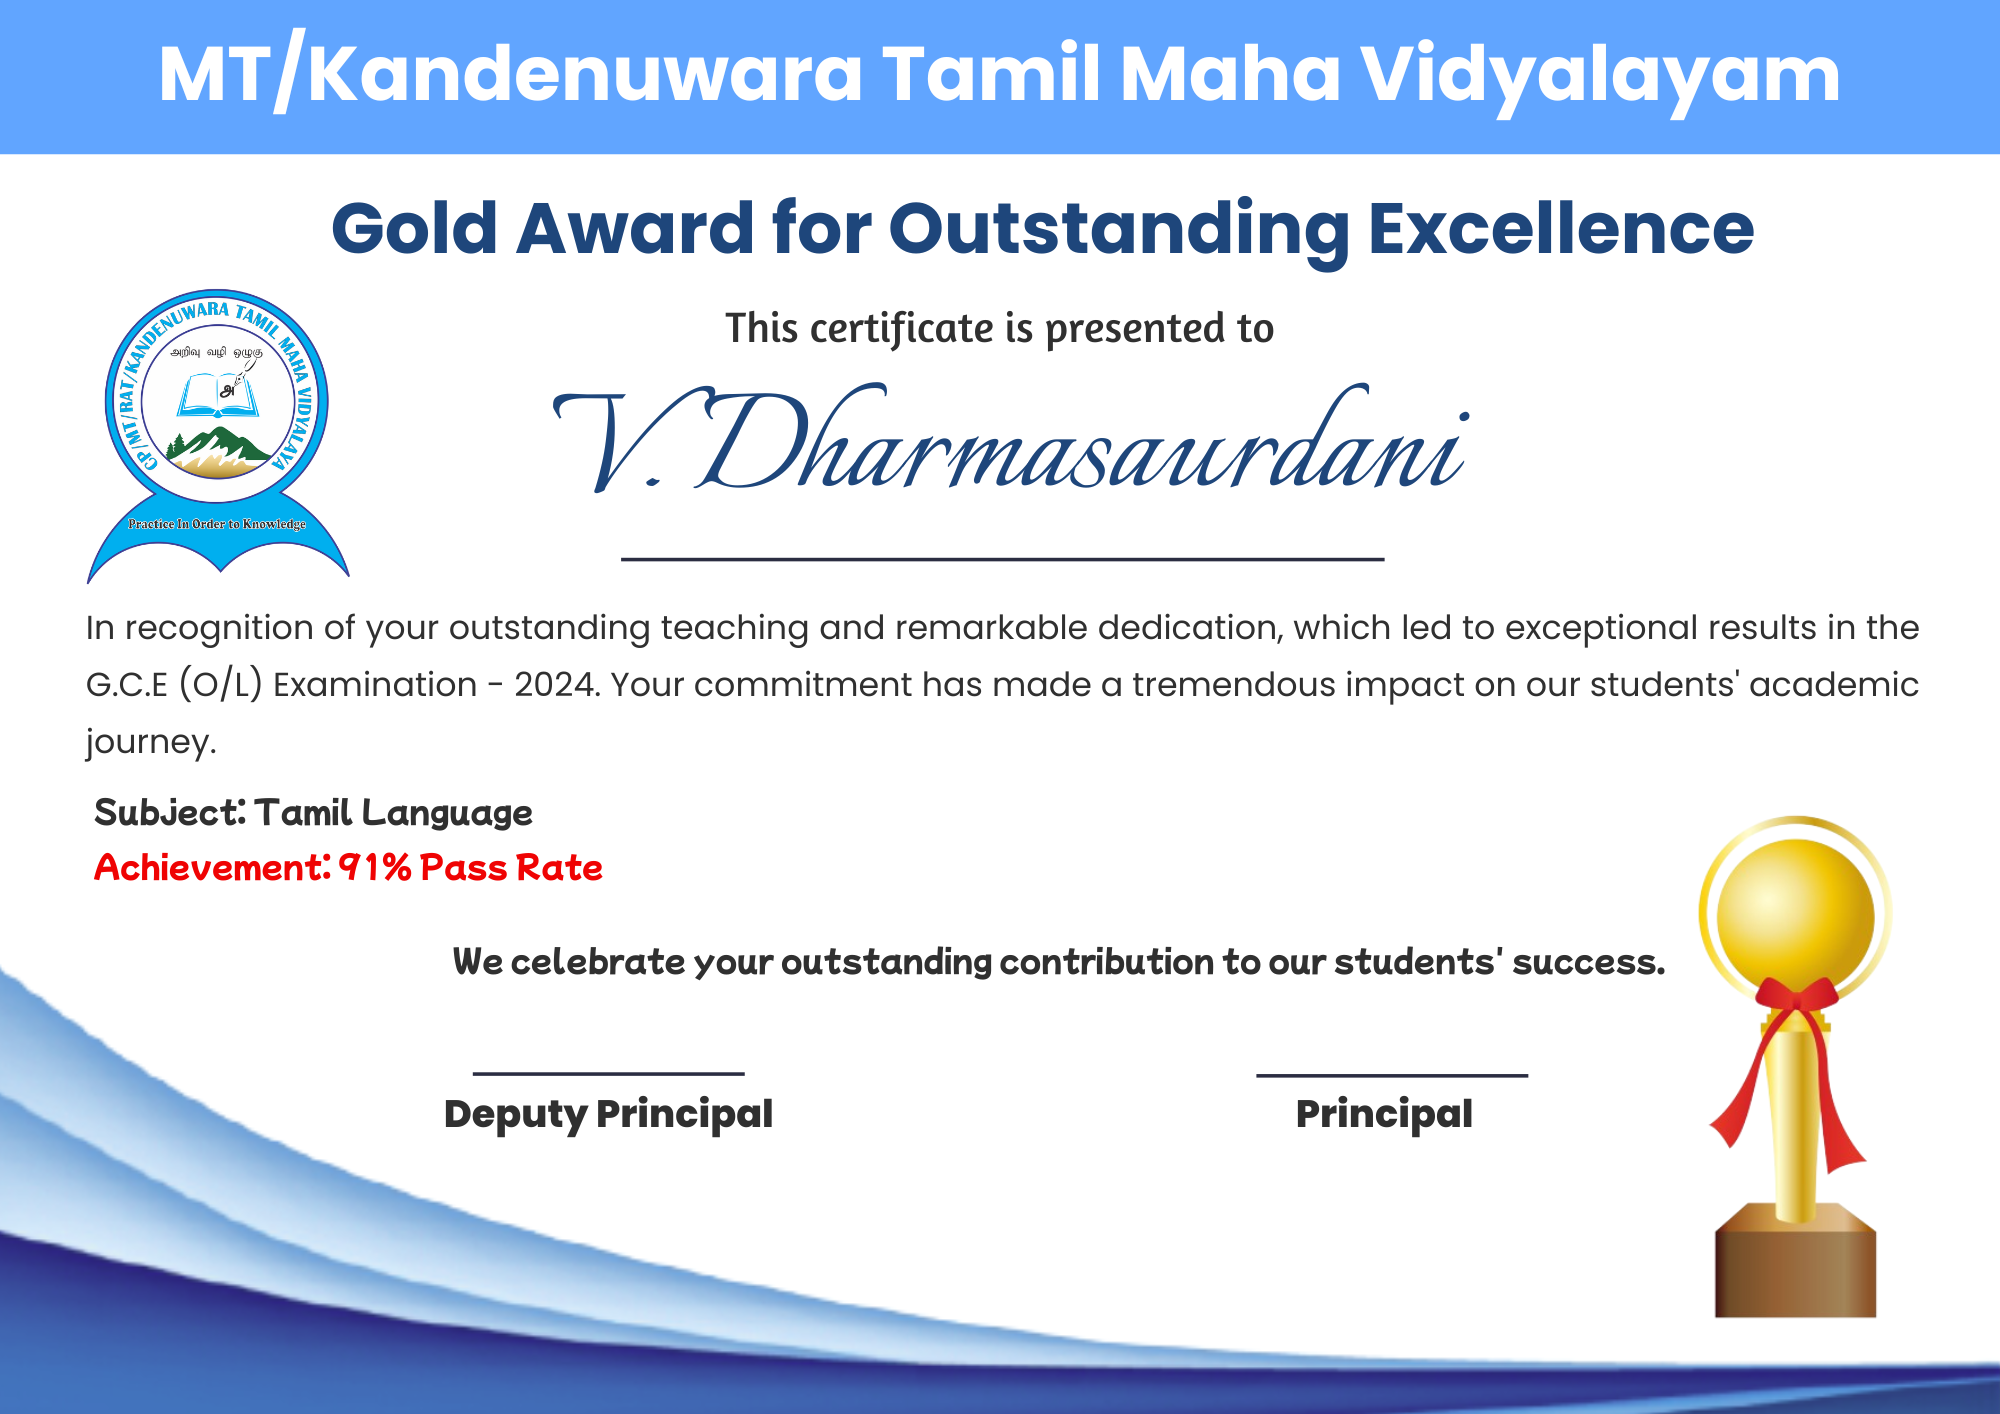 MT/Kandenuwara Tamil Maha Vidyalayam
Gold Award for Outstanding Excellence
This certificate is presented to
V. Dharmasaurdani
CP/MT/RAT/KANDENUWARA TAMIL MAHA VIDYALAYA
அறிவு வழி ஒழுகு
அ
Practice In Order to Knowledge
In recognition of your outstanding teaching and remarkable dedication, which led to exceptional results in the
G.C.E (O/L) Examination - 2024. Your commitment has made a tremendous impact on our students' academic
journey.
Subject: Tamil Language
Achievement: 91% Pass Rate
We celebrate your outstanding contribution to our students' success.
Deputy Principal
Principal